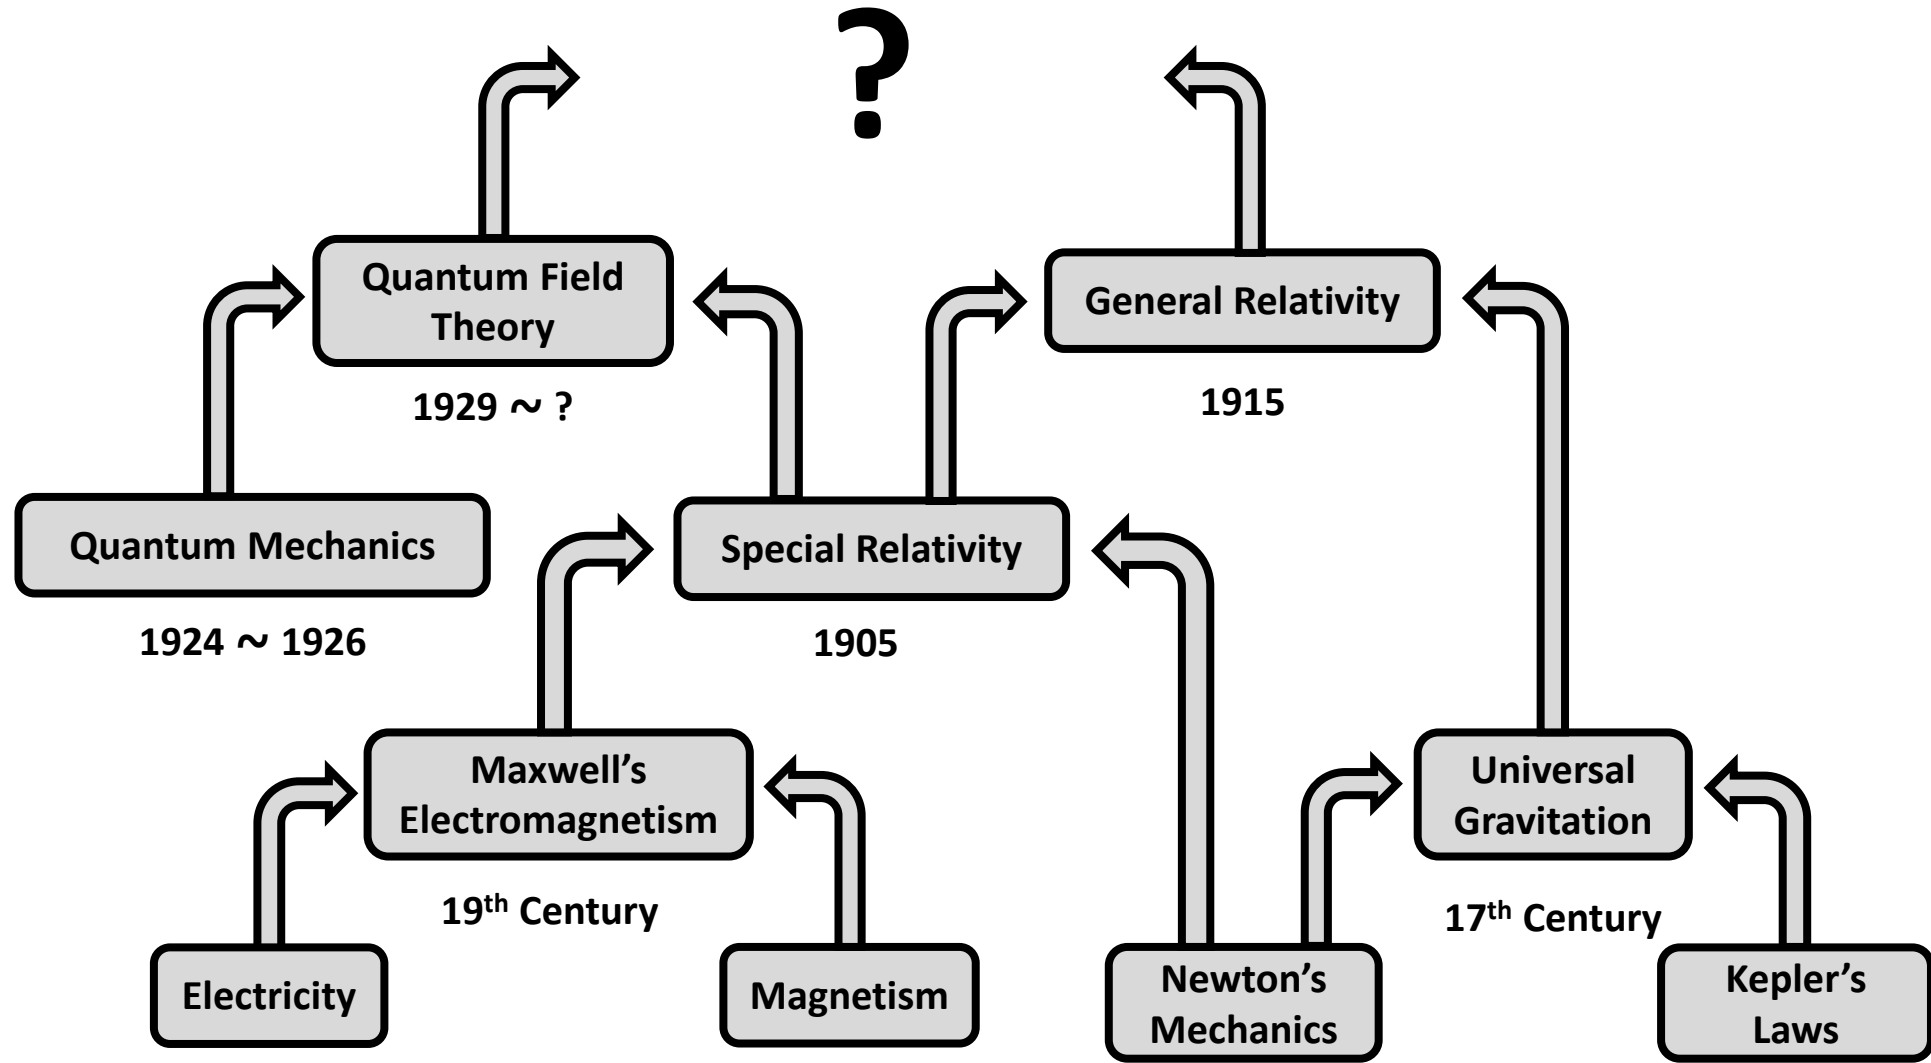 ?
Quantum Field
Theory
General Relativity
1929 ~ ?
1915
Quantum Mechanics
Special Relativity
1924 ~ 1926
1905
Maxwell’s
Electromagnetism
Universal
Gravitation
19th Century
17th Century
Electricity
Magnetism
Newton’s
Mechanics
Kepler’s
Laws